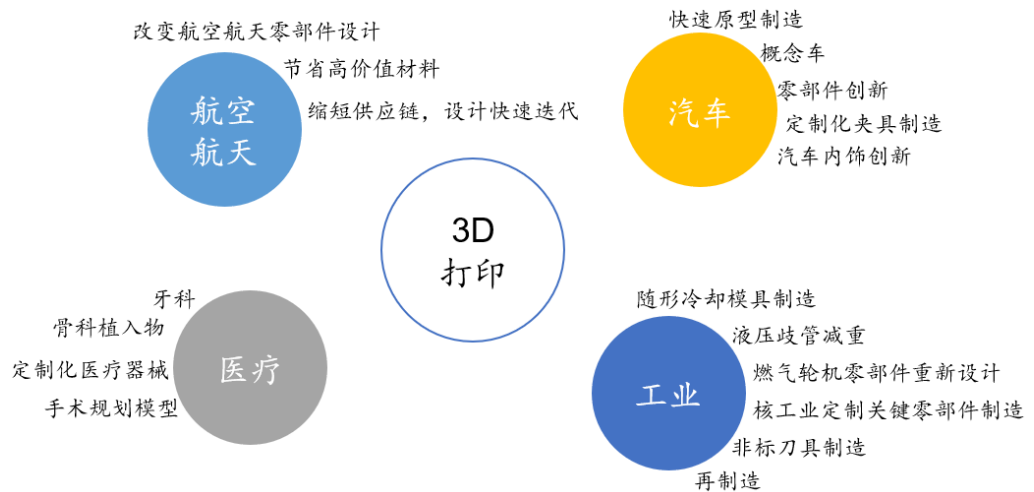 改变航空航天零部件设计
节省高价值材料
缩短供应链，设计快速迭代
航空
航天
快速原型制造
概念车
零部件创新
定制化夹具制造
汽车内饰创新
汽车
3D
打印
牙科
骨科植入物
定制化医疗器械
手术规划模型
医疗
随形冷却模具制造
液压歧管减重
燃气轮机零部件重新设计
核工业定制关键零部件制造
非标刀具制造
再制造
工业